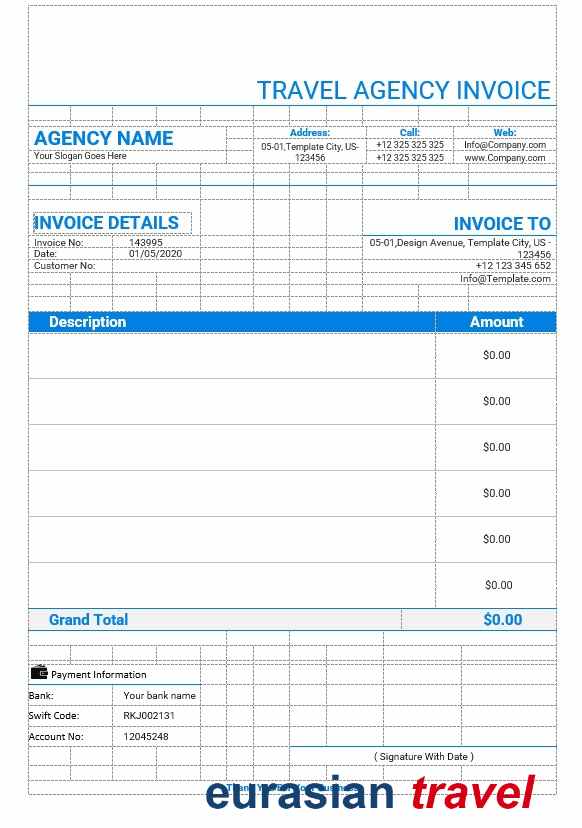 TRAVEL AGENCY INVOICE
AGENCY NAME
Your Slogan Goes Here
Address:
05-01,Template City, US-
123456
Call:
+12 325 325 325
+12 325 325 325
Web:
Info@Company.com
www.Company.com
INVOICE DETAILS
Invoice No: 143995
Date: 01/05/2020
Customer No:
INVOICE TO
05-01,Design Avenue, Template City, US -
123456
+12 123 345 652
Info@Template.com
Description Amount
$0.00
$0.00
$0.00
$0.00
$0.00
$0.00
Grand Total $0.00
Payment Information
Bank: Your bank name
Swift Code: RKJ002131
Account No: 12045248
( Signature With Date )
Thank You For Your Business
eurasian travel